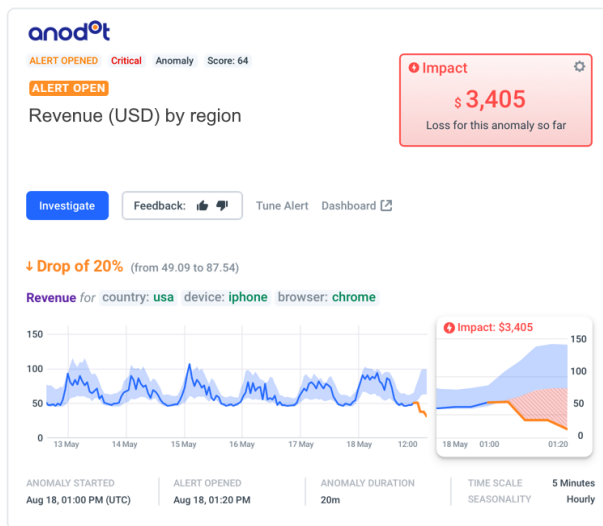 anodot
ALERT OPENED Critical Anomaly Score: 64
ALERT OPEN
Revenue (USD) by region
Impact
$ 3,405
Loss for this anomaly so far
Investigate Feedback: Tune Alert Dashboard
↓ Drop of 20% (from 49.09 to 87.54)
Revenue for country: usa device: iphone browser: chrome
150
100
50
0
13 May 14 May 15 May 16 May 17 May 18 May 12:00
Impact: $3,405
150
100
50
0
18 May 01:00 01:20
ANOMALY STARTED
Aug 18, 01:00 PM (UTC)
ALERT OPENED
Aug 18, 01:20 PM
ANOMALY DURATION
20m
TIME SCALE 5 Minutes
SEASONALITY Hourly